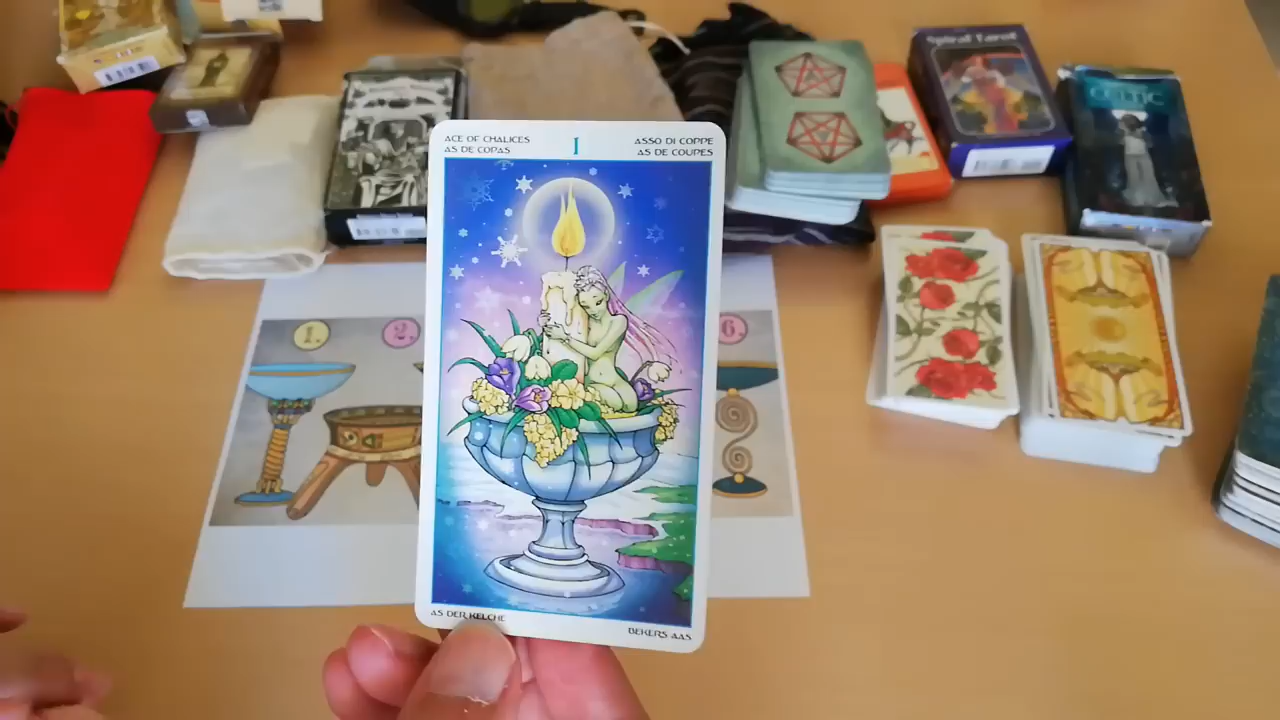 Spiral Tarot
CELTIC
ACE OF CHALICES
AS DE COPAS
I
ASSO DI COPPE
AS DE COUPES
1.
2.
6.
AS DER KELCHE
BEKERS AAS